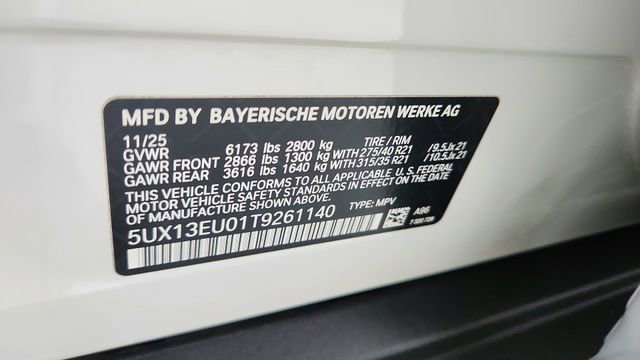 MFD BY BAYERISCHE MOTOREN WERKE AG
11/25
GVWR 6173 lbs 2800 kg TIRE / RIM
GAWR FRONT 2866 lbs 1300 kg WITH 275/40 R21 /9.5Jx21
GAWR REAR 3616 lbs 1640 kg WITH 315/35 R21 /10.5Jx21
THIS VEHICLE CONFORMS TO ALL APPLICABLE U.S. FEDERAL
MOTOR VEHICLE SAFETY STANDARDS IN EFFECT ON THE
DATE OF MANUFACTURE SHOWN ABOVE.
5UX13EU01T9261140 TYPE: MPV A96